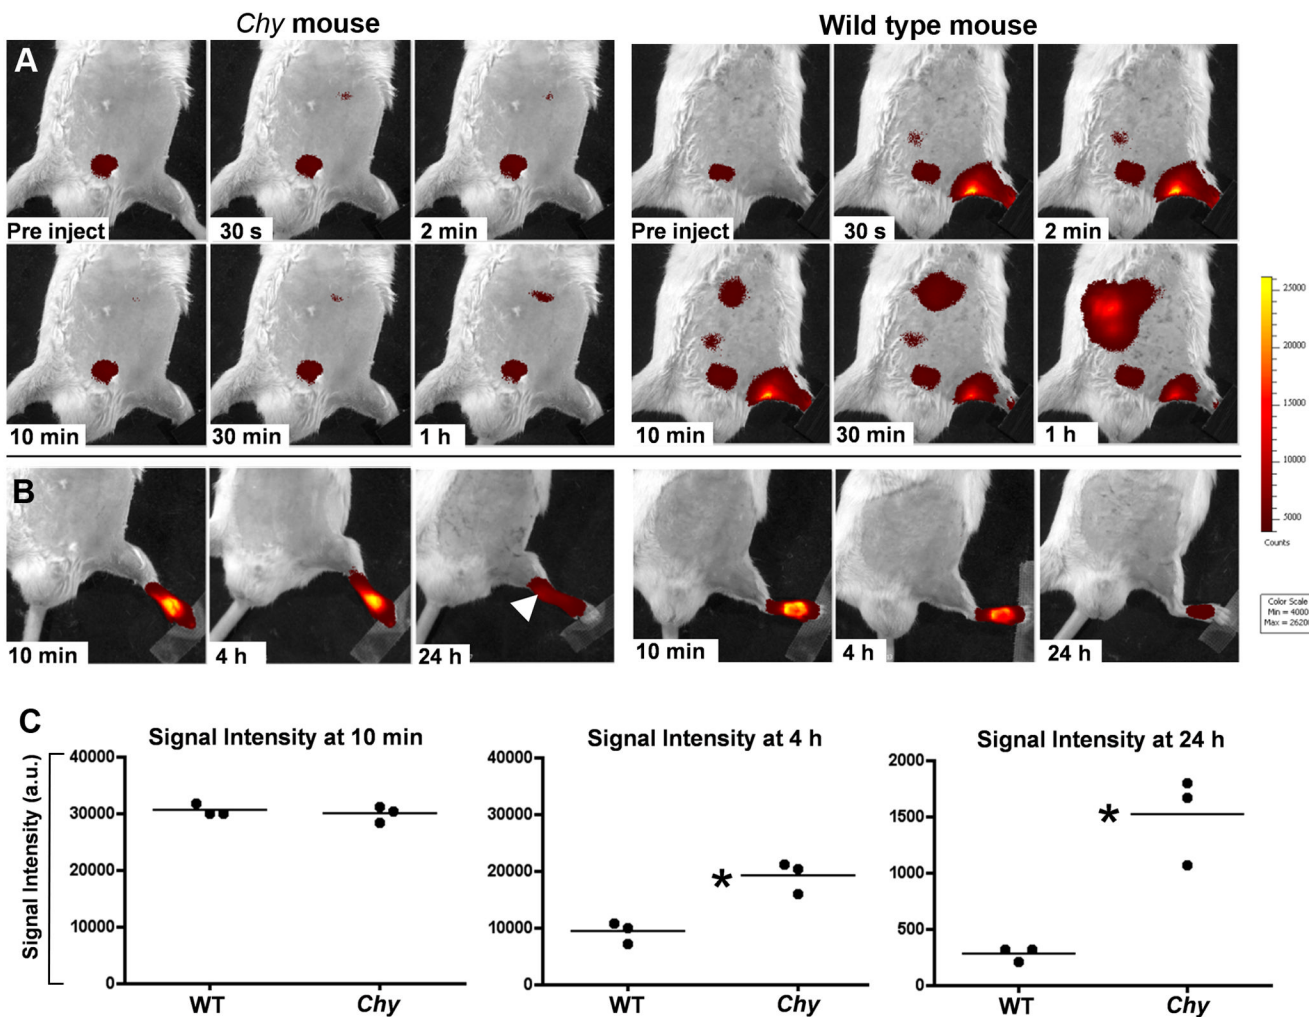 Chy mouse
Wild type mouse
A
Pre inject
30 s
2 min
Pre inject
30 s
2 min
10 min
30 min
1 h
10 min
30 min
1 h
25000
20000
15000
10000
5000
Counts
Color Scale
Min = 4000
Max = 26200
B
10 min
4 h
24 h
10 min
4 h
24 h
C
Signal Intensity (a.u.)
Signal Intensity at 10 min
40000
30000
20000
10000
0
WT
Chy
Signal Intensity at 4 h
40000
30000
20000
10000
0
*
WT
Chy
Signal Intensity at 24 h
2000
1500
1000
500
0
*
WT
Chy